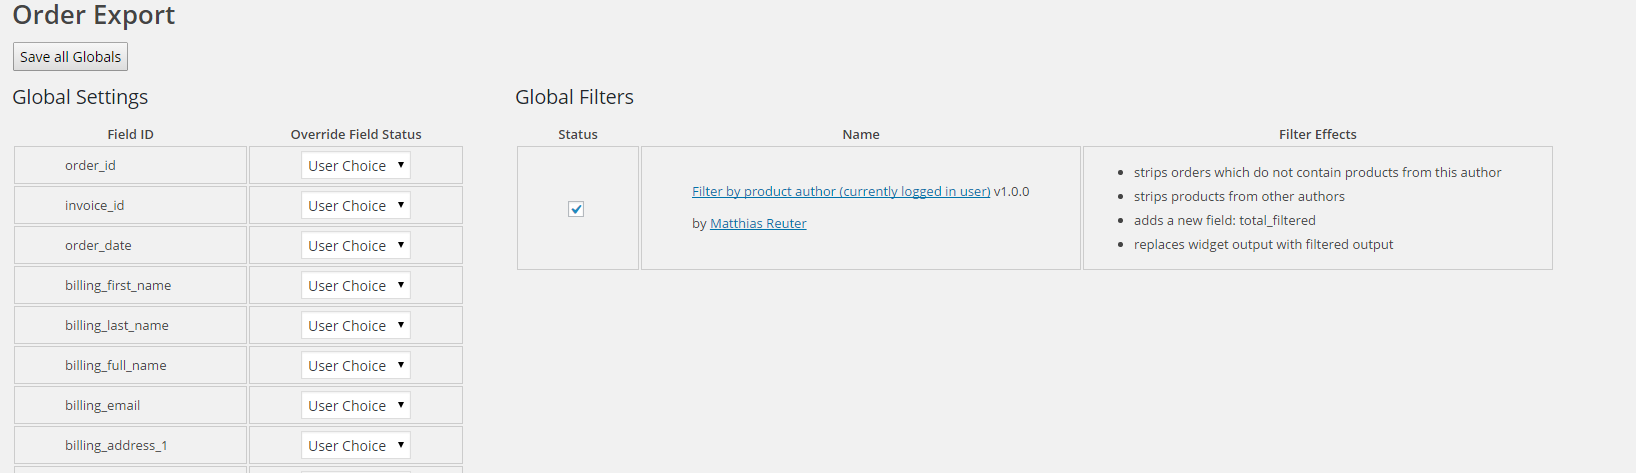 Order Export
Save all Globals
Global Settings
Field ID Override Field Status
order_id User Choice
invoice_id User Choice
order_date User Choice
billing_first_name User Choice
billing_last_name User Choice
billing_full_name User Choice
billing_email User Choice
billing_address_1 User Choice
Global Filters
Status Name Filter Effects
Filter by product author (currently logged in user) v1.0.0
by Matthias Reuter
strips orders which do not contain products from this author
strips products from other authors
adds a new field: total_filtered
replaces widget output with filtered output